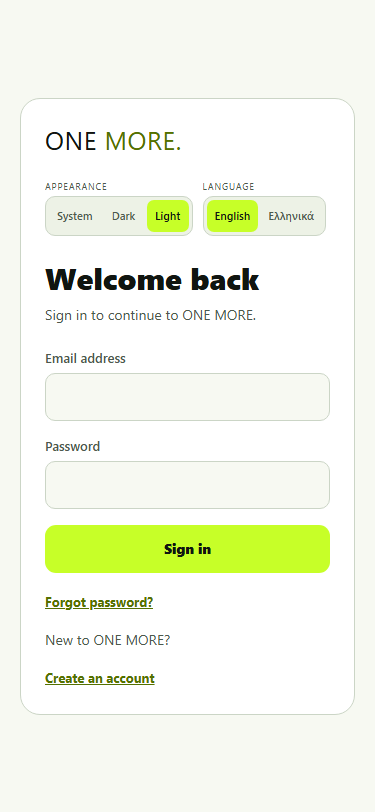 ONE MORE.
APPEARANCE LANGUAGE
System Dark Light English Ελληνικά
Welcome back
Sign in to continue to ONE MORE.
Email address
Password
Sign in
Forgot password?
New to ONE MORE?
Create an account